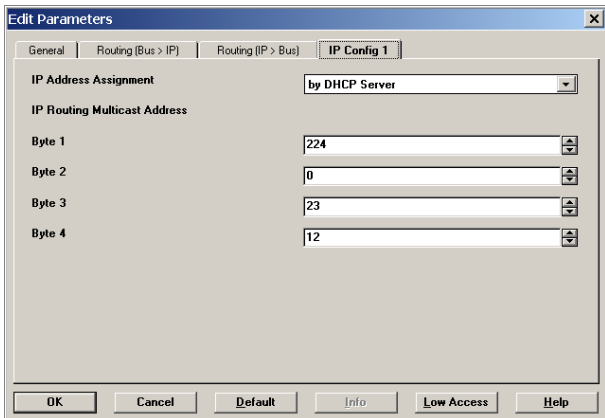 Edit Parameters
General Routing (Bus > IP) Routing (IP > Bus) IP Config 1
IP Address Assignment by DHCP Server
IP Routing Multicast Address
Byte 1 224
Byte 2 0
Byte 3 23
Byte 4 12
OK Cancel Default Info Low Access Help